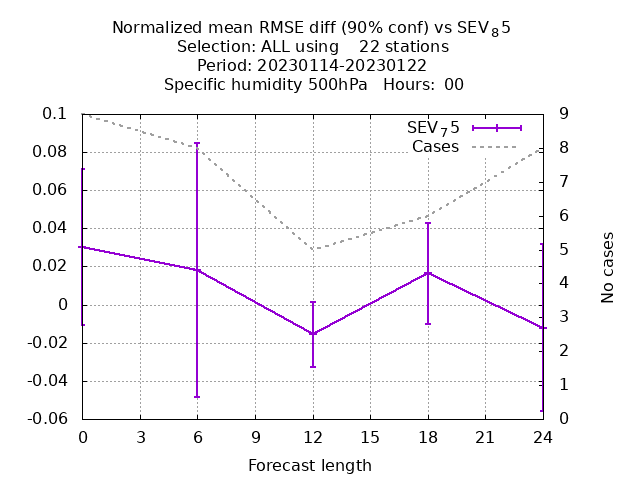 Normalized mean RMSE diff (90% conf) vs SEV₈5
Selection: ALL using    22 stations
Period: 20230114-20230122
Specific humidity 500hPa   Hours:  00
SEV₇5
Cases
0.1
0.08
0.06
0.04
0.02
0
-0.02
-0.04
-0.06
9
8
7
6
5
4
3
2
1
0
No cases
0 3 6 9 12 15 18 21 24
Forecast length